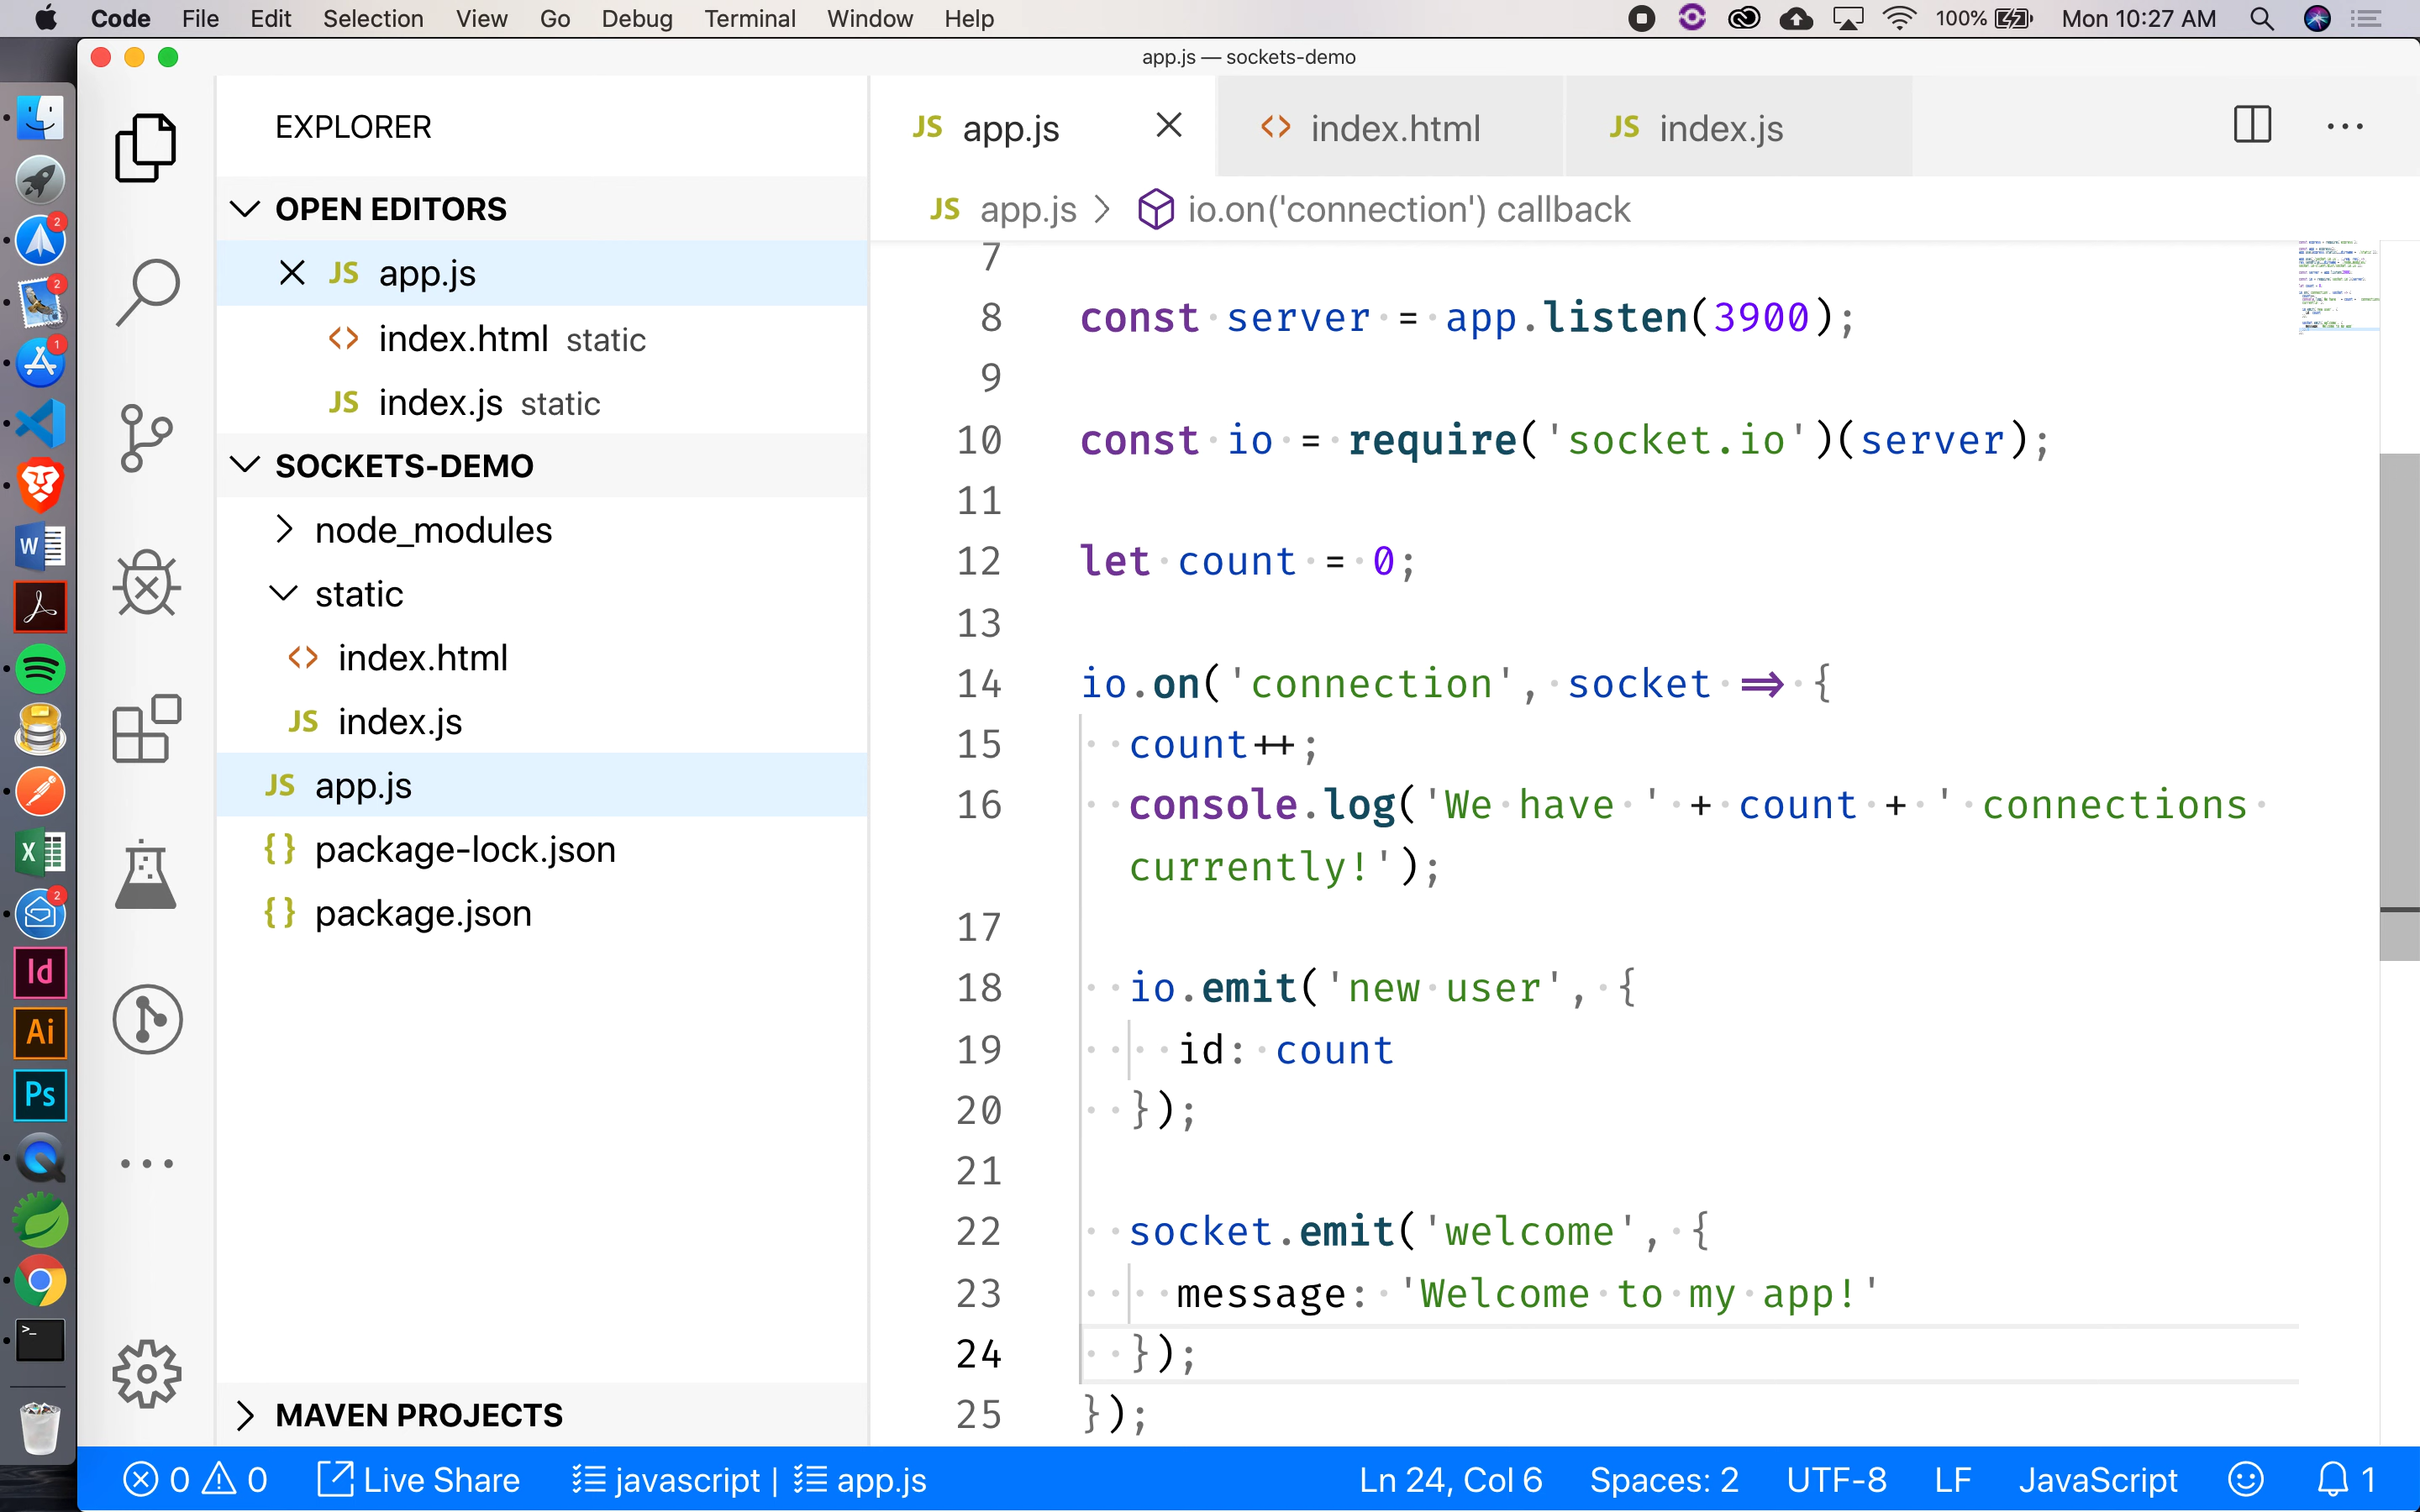 Code File Edit Selection View Go Debug Terminal Window Help 100% Mon 10:27 AM
app.js — sockets-demo
EXPLORER
OPEN EDITORS
JS app.js
<> index.html static
JS index.js static
SOCKETS-DEMO
node_modules
static
<> index.html
JS index.js
JS app.js
{} package-lock.json
{} package.json
MAVEN PROJECTS
JS app.js <> index.html JS index.js
JS app.js > io.on('connection') callback
7
8 const server = app.listen(3900);
9
10 const io = require('socket.io')(server);
11
12 let count = 0;
13
14 io.on('connection', socket => {
15 count++;
16 console.log('We have ' + count + ' connections
currently!');
17
18 io.emit('new user', {
19 id: count
20 });
21
22 socket.emit('welcome', {
23 message: 'Welcome to my app!'
24 });
25 });
0 0 Live Share javascript | app.js Ln 24, Col 6 Spaces: 2 UTF-8 LF JavaScript 1
2
2
1
W
X
2
Id
Ai
Ps
>_